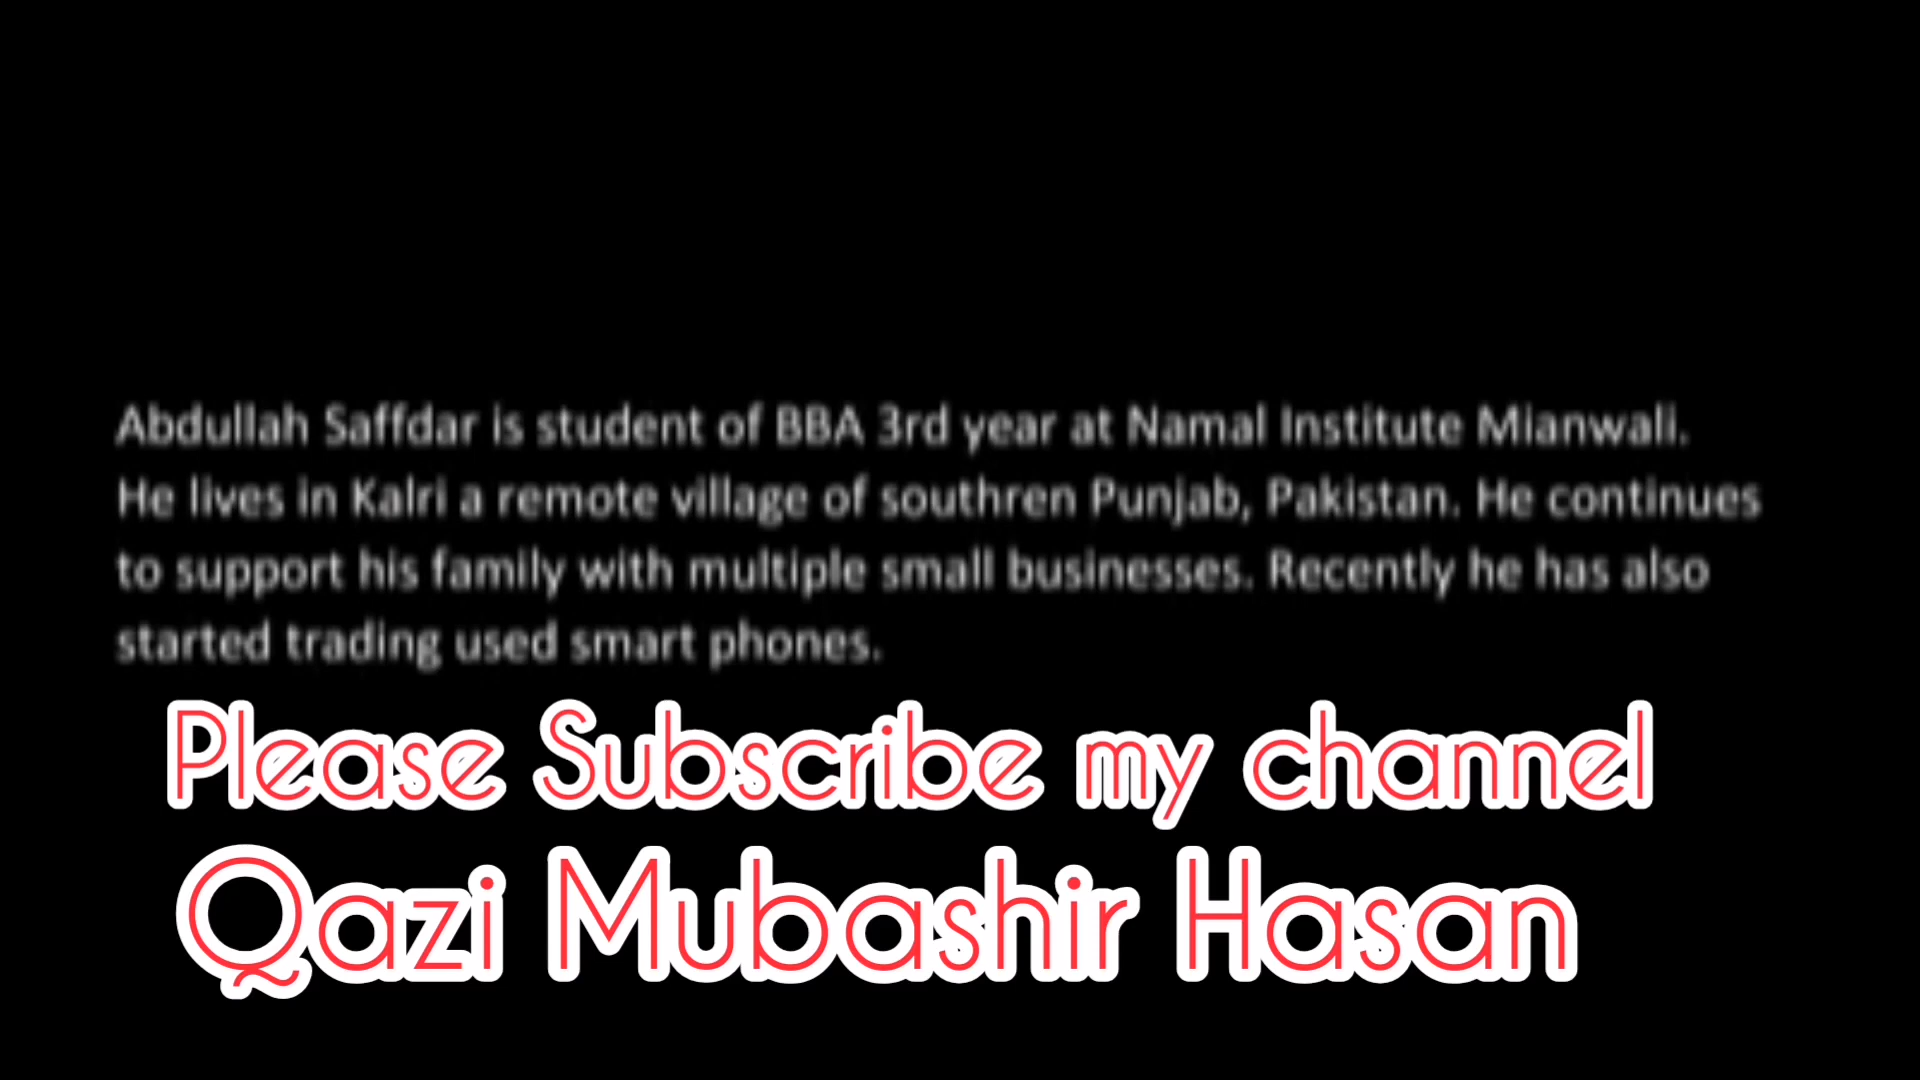 Abdullah Saffdar is student of BBA 3rd year at Namal Institute Mianwali.
He lives in Kalri a remote village of southren Punjab, Pakistan. He continues
to support his family with multiple small businesses. Recently he has also
started trading used smart phones.
Please Subscribe my channel
Qazi Mubashir Hasan